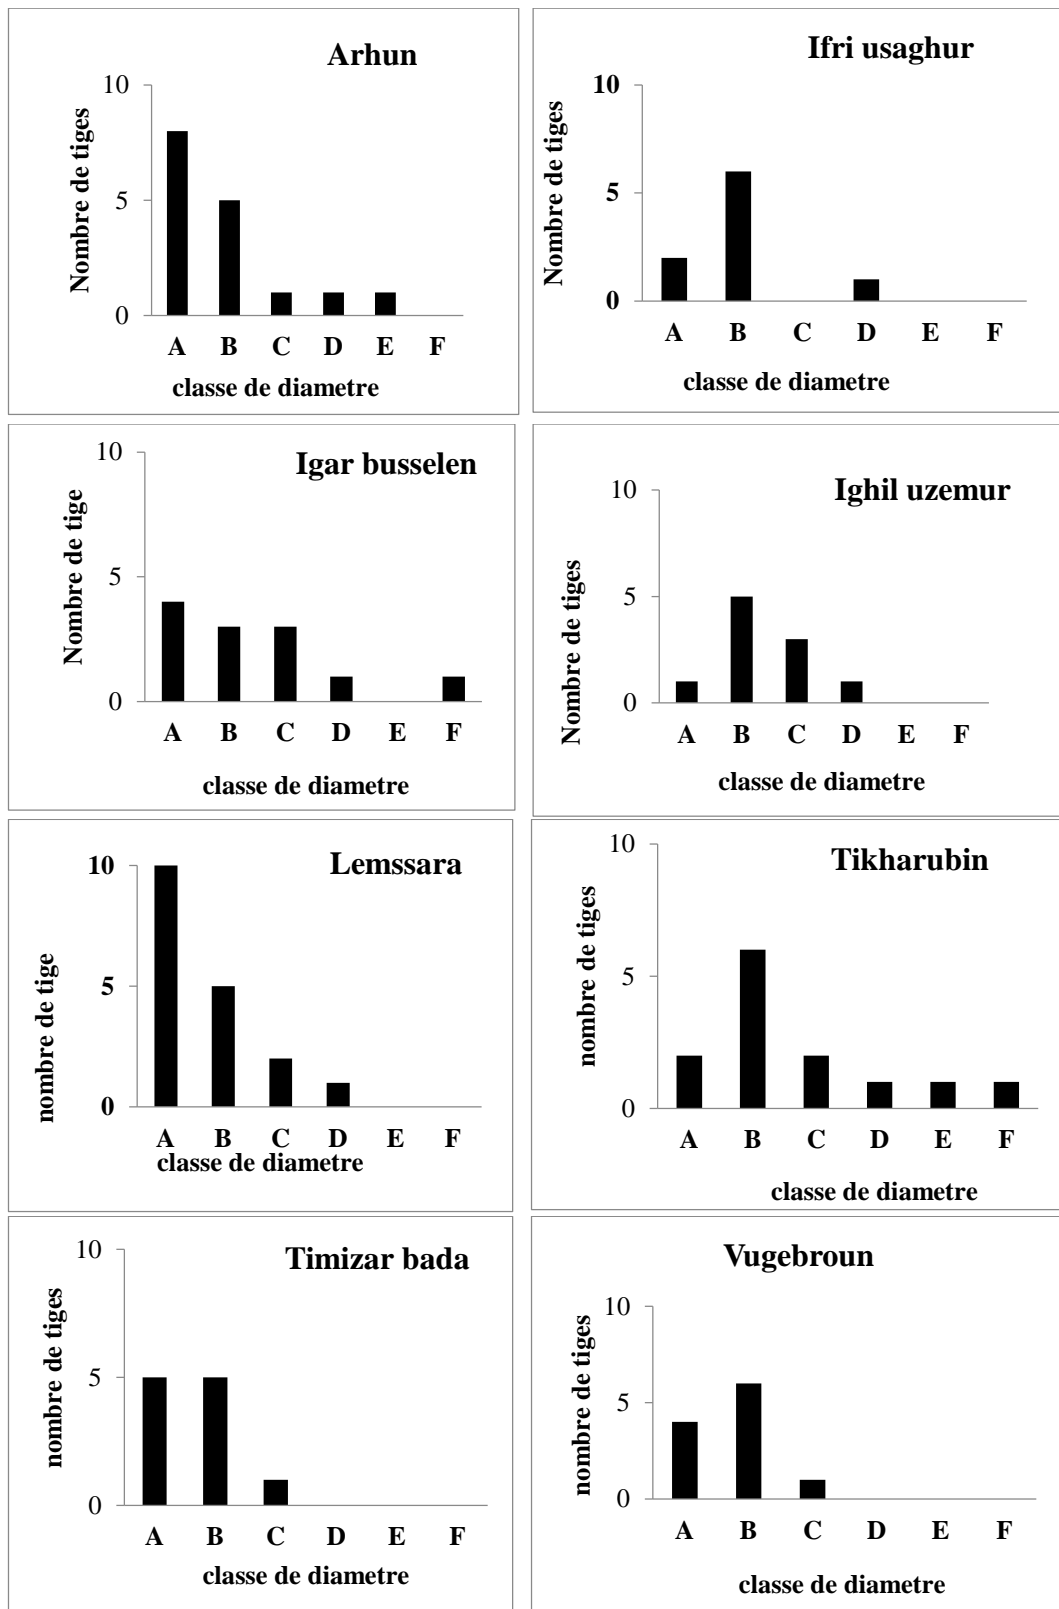 Arhun
Nombre de tiges
10
5
0
A B C D E F
classe de diametre
Ifri usaghur
Nombre de tiges
10
5
0
A B C D E F
classe de diametre
Igar busselen
Nombre de tige
10
5
0
A B C D E F
classe de diametre
Ighil uzemur
Nombre de tiges
10
5
0
A B C D E F
classe de diametre
Lemssara
nombre de tige
10
5
0
A B C D E F
classe de diametre
Tikharubin
nombre de tiges
10
5
0
A B C D E F
classe de diametre
Timizar bada
nombre de tiges
10
5
0
A B C D E F
classe de diametre
Vugebroun
nombre de tiges
10
5
0
A B C D E F
classe de diametre